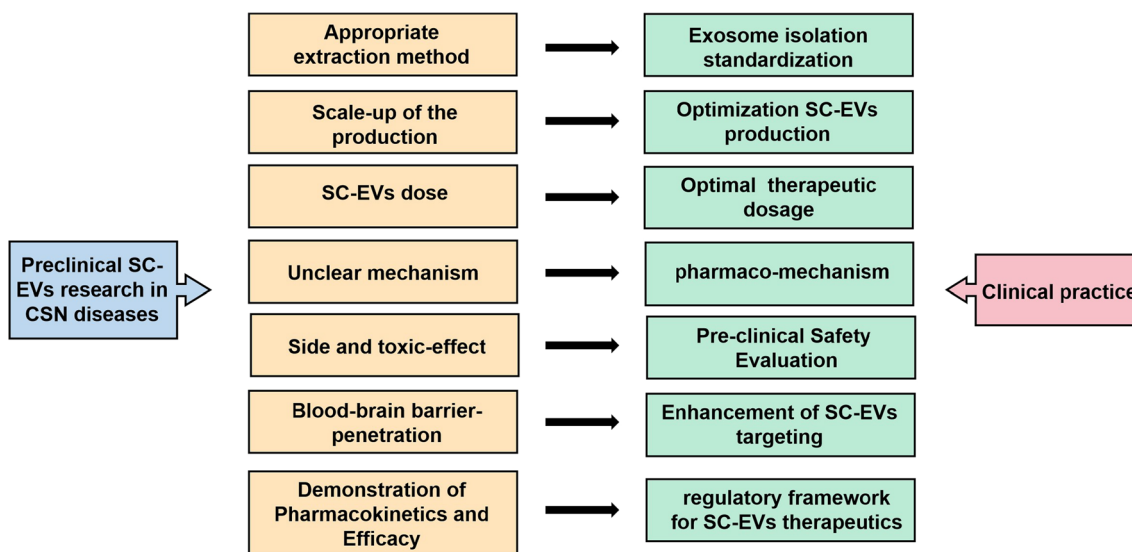 Appropriate
extraction method
Exosome isolation
standardization
Scale-up of the
production
Optimization SC-EVs
production
SC-EVs dose
Optimal therapeutic
dosage
Preclinical SC-
EVs research in
CSN diseases
Unclear mechanism
pharmaco-mechanism
Clinical practice
Side and toxic-effect
Pre-clinical Safety
Evaluation
Blood-brain barrier-
penetration
Enhancement of SC-EVs
targeting
Demonstration of
Pharmacokinetics and
Efficacy
regulatory framework
for SC-EVs therapeutics